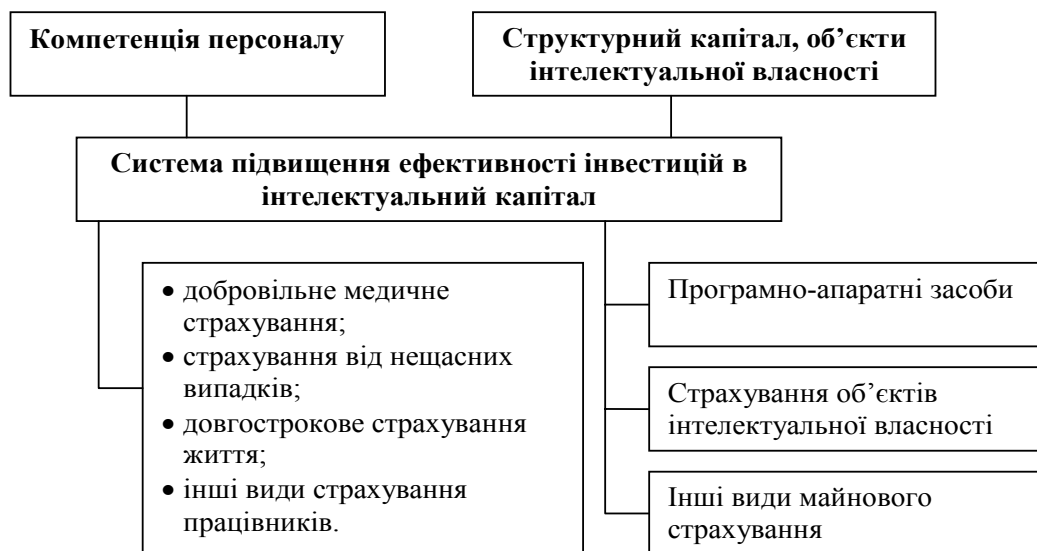 Компетенція персоналу
Структурний капітал, об’єкти
інтелектуальної власності
Система підвищення ефективності інвестицій в
інтелектуальний капітал
• добровільне медичне
страхування;
• страхування від нещасних
випадків;
• довгострокове страхування
життя;
• інші види страхування
працівників.
Програмно-апаратні засоби
Страхування об’єктів
інтелектуальної власності
Інші види майнового
страхування